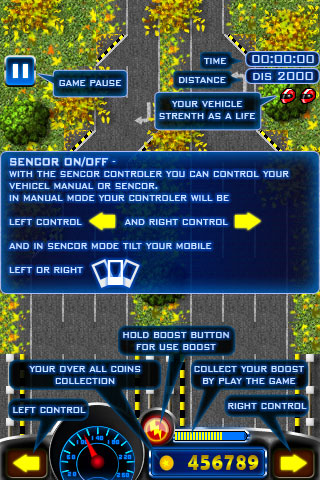 TIME 00:00:00
GAME PAUSE
DISTANCE DIS 2000
YOUR VEHICLE
STRENTH AS A LIFE
SENCOR ON/OFF -
WITH THE SENCOR CONTROLER YOU CAN CONTROL YOUR
VEHICEL MANUAL OR SENCOR.
IN MANUAL MODE YOUR CONTROLER WILL BE
LEFT CONTROL AND RIGHT CONTROL
AND IN SENCOR MODE TILT YOUR MOBILE
LEFT OR RIGHT
HOLD BOOST BUTTON
FOR USE BOOST
YOUR OVER ALL COINS
COLLECTION
COLLECT YOUR BOOST
BY PLAY THE GAME
LEFT CONTROL
RIGHT CONTROL
456789